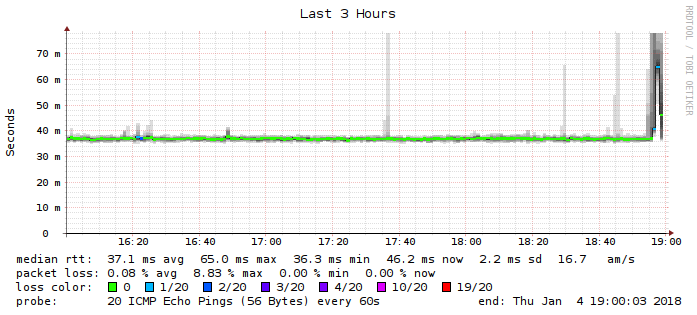 Last 3 Hours
RRDTOOL / TOBI OETIKER
Seconds
70 m
60 m
50 m
40 m
30 m
20 m
10 m
0
16:20 16:40 17:00 17:20 17:40 18:00 18:20 18:40 19:00
median rtt: 37.1 ms avg 65.0 ms max 36.3 ms min 46.2 ms now 2.2 ms sd 16.7 am/s
packet loss: 0.08 % avg 8.83 % max 0.00 % min 0.00 % now
loss color: 0 1/20 2/20 3/20 4/20 10/20 19/20
probe: 20 ICMP Echo Pings (56 Bytes) every 60s end: Thu Jan 4 19:00:03 2018